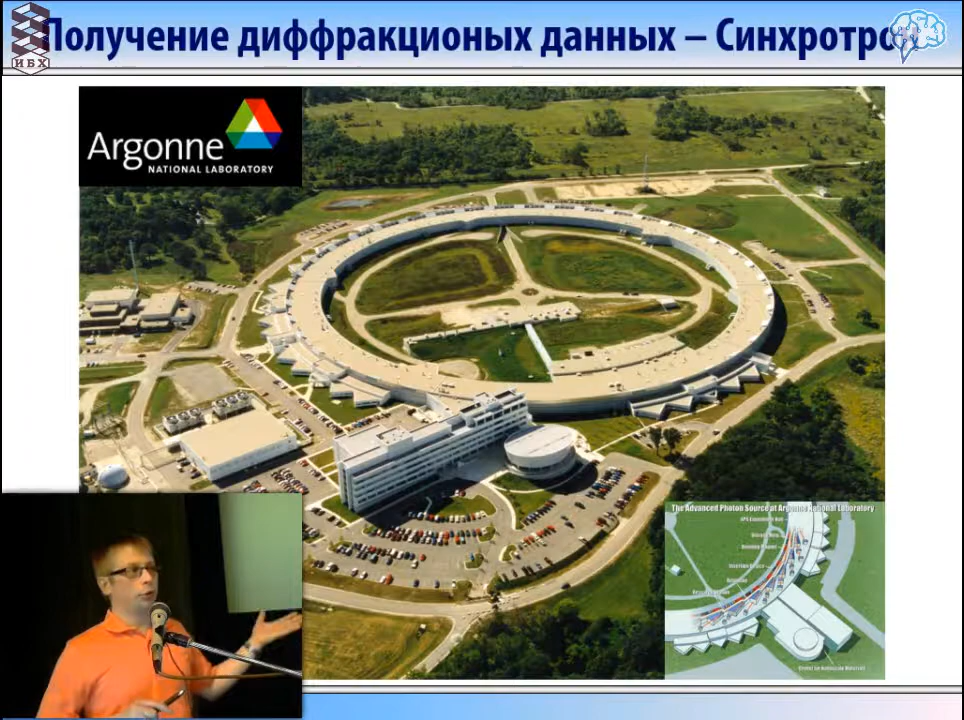 Получение диффракционых данных – Синхротрон
ИБХ
Argonne
NATIONAL LABORATORY
The Advanced Photon Source at Argonne National Laboratory